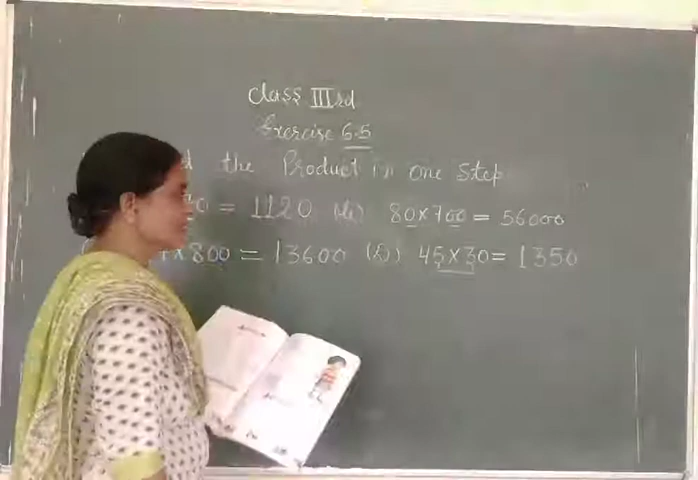 Class IIIrd
Exercise 6.5
the Product in one Step
0 = 1120 80×700 = 56000
×800 = 13600 45×30 = 1350